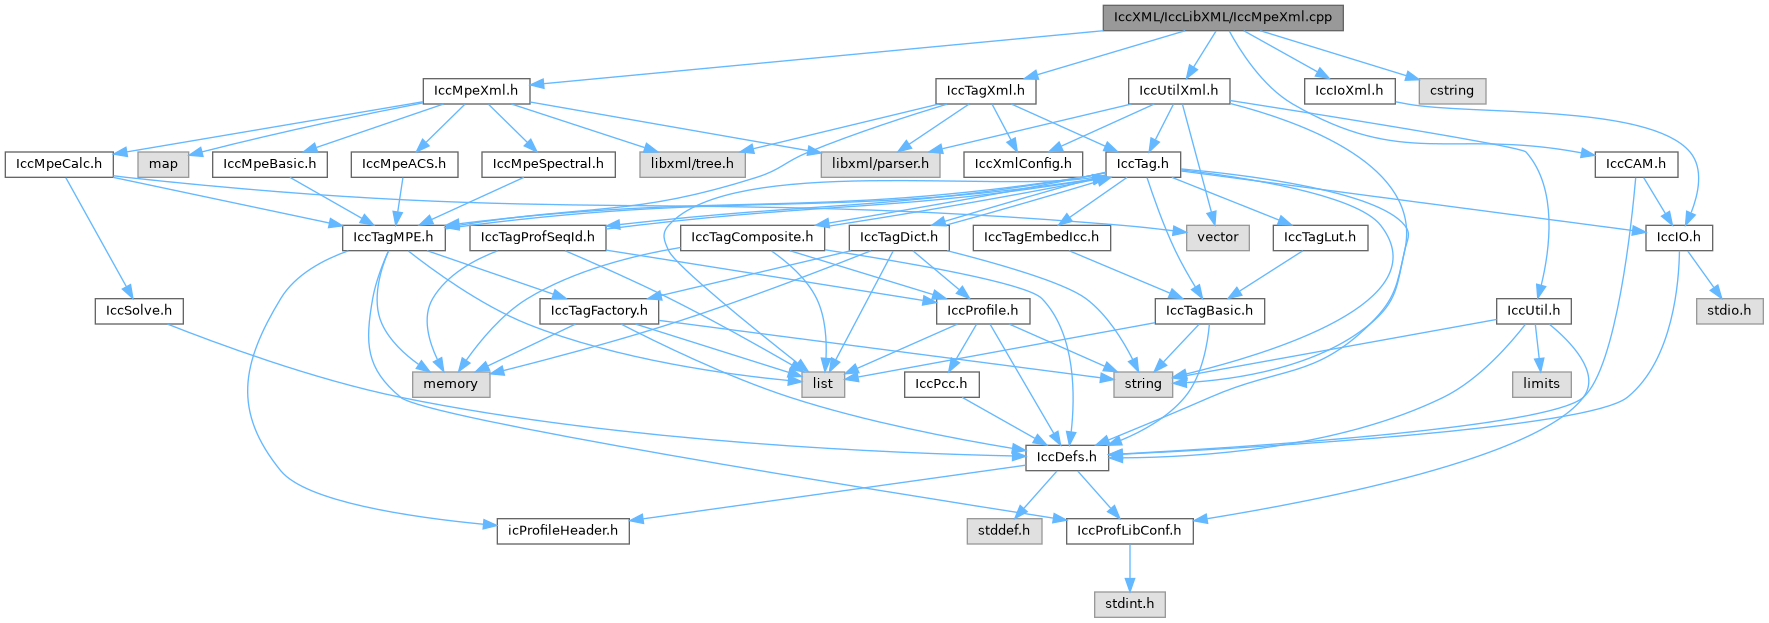 IccXML/IccLibXML/IccMpeXml.cpp
IccMpeXml.h
IccTagXml.h
IccUtilXml.h
IccIoXml.h
cstring
IccMpeCalc.h
map
IccMpeBasic.h
IccMpeACS.h
IccMpeSpectral.h
libxml/tree.h
libxml/parser.h
IccXmlConfig.h
IccTag.h
IccCAM.h
IccTagMPE.h
IccTagProfSeqId.h
IccTagComposite.h
IccTagDict.h
IccTagEmbedIcc.h
vector
IccTagLut.h
IccIO.h
IccSolve.h
IccTagFactory.h
IccProfile.h
IccTagBasic.h
IccUtil.h
stdio.h
memory
list
IccPcc.h
string
limits
IccDefs.h
icProfileHeader.h
stddef.h
IccProfLibConf.h
stdint.h